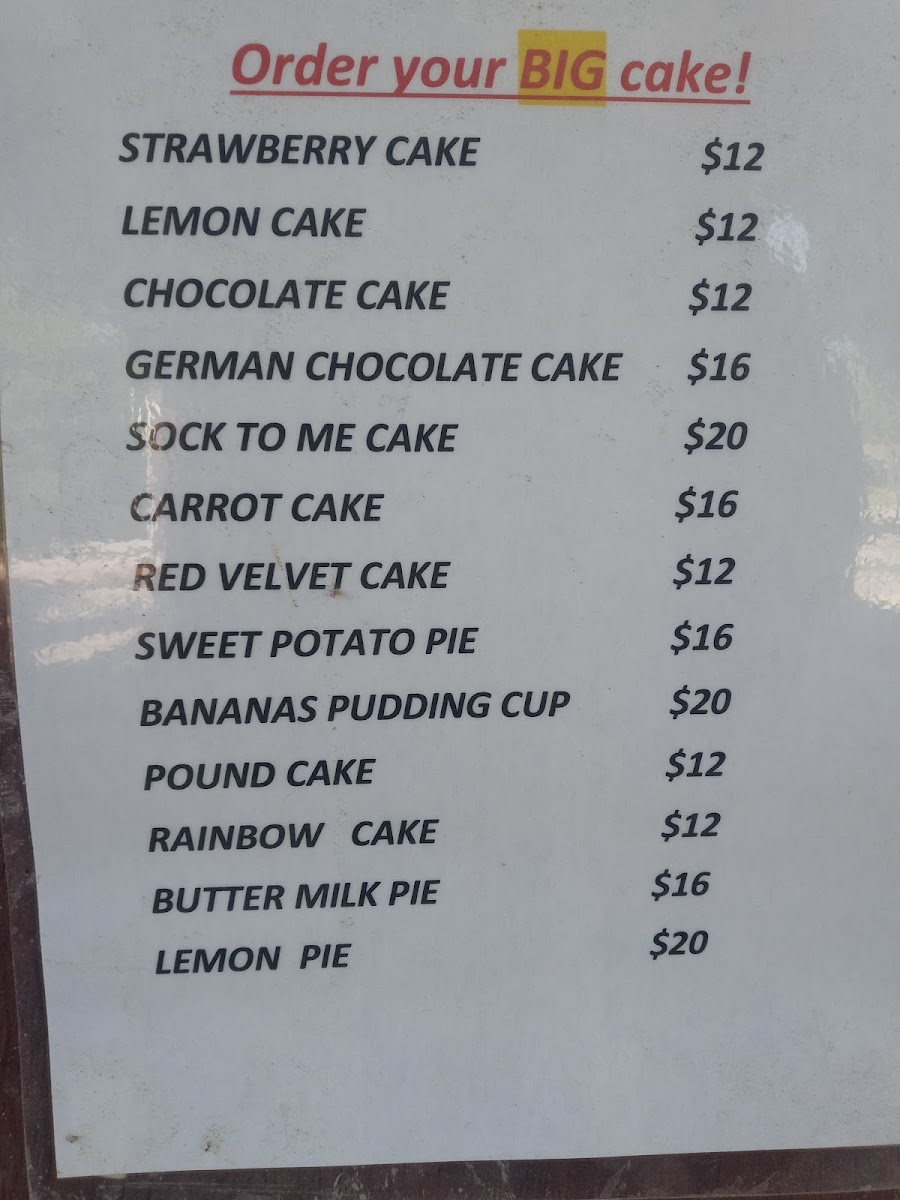 Order your BIG cake!
STRAWBERRY CAKE $12
LEMON CAKE $12
CHOCOLATE CAKE $12
GERMAN CHOCOLATE CAKE $16
SOCK TO ME CAKE $20
CARROT CAKE $16
RED VELVET CAKE $12
SWEET POTATO PIE $16
BANANAS PUDDING CUP $20
POUND CAKE $12
RAINBOW CAKE $12
BUTTER MILK PIE $16
LEMON PIE $20